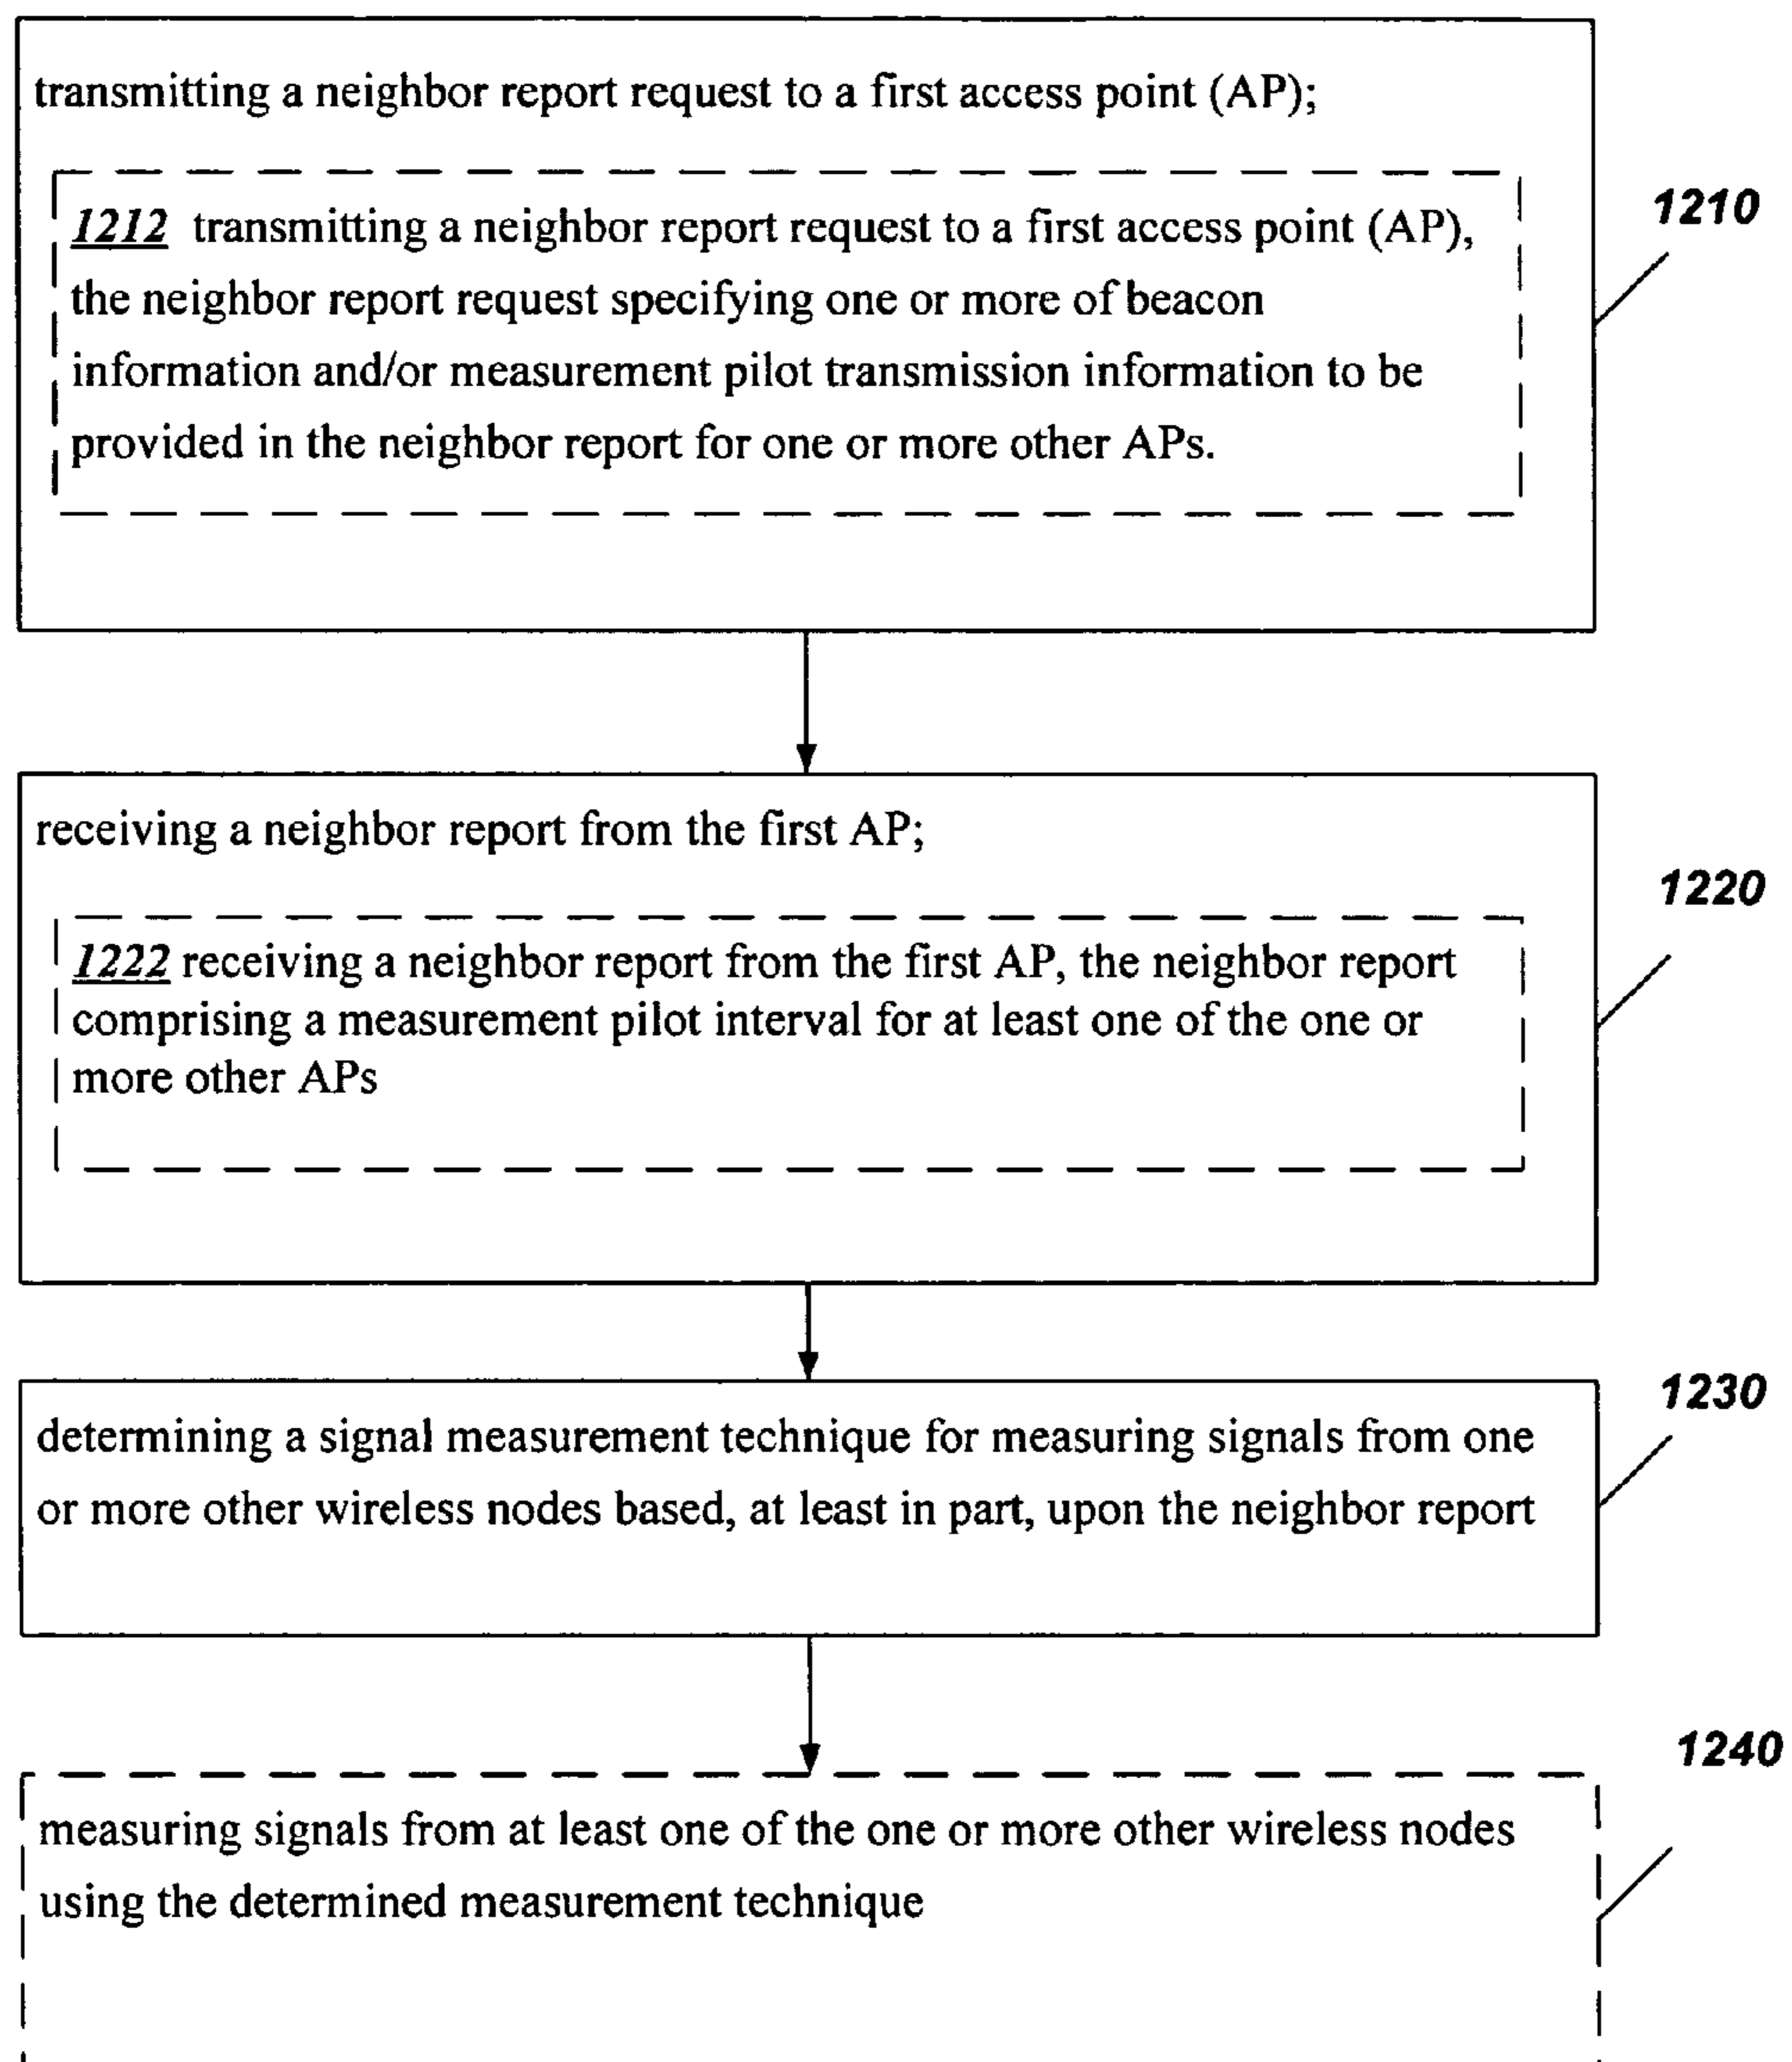 transmitting a neighbor report request to a first access point (AP);
1210
1212 transmitting a neighbor report request to a first access point (AP),
the neighbor report request specifying one or more of beacon
information and/or measurement pilot transmission information to be
provided in the neighbor report for one or more other APs.
receiving a neighbor report from the first AP;
1220
1222 receiving a neighbor report from the first AP, the neighbor report
comprising a measurement pilot interval for at least one of the one or
more other APs
1230
determining a signal measurement technique for measuring signals from one
or more other wireless nodes based, at least in part, upon the neighbor report
1240
measuring signals from at least one of the one or more other wireless nodes
using the determined measurement technique